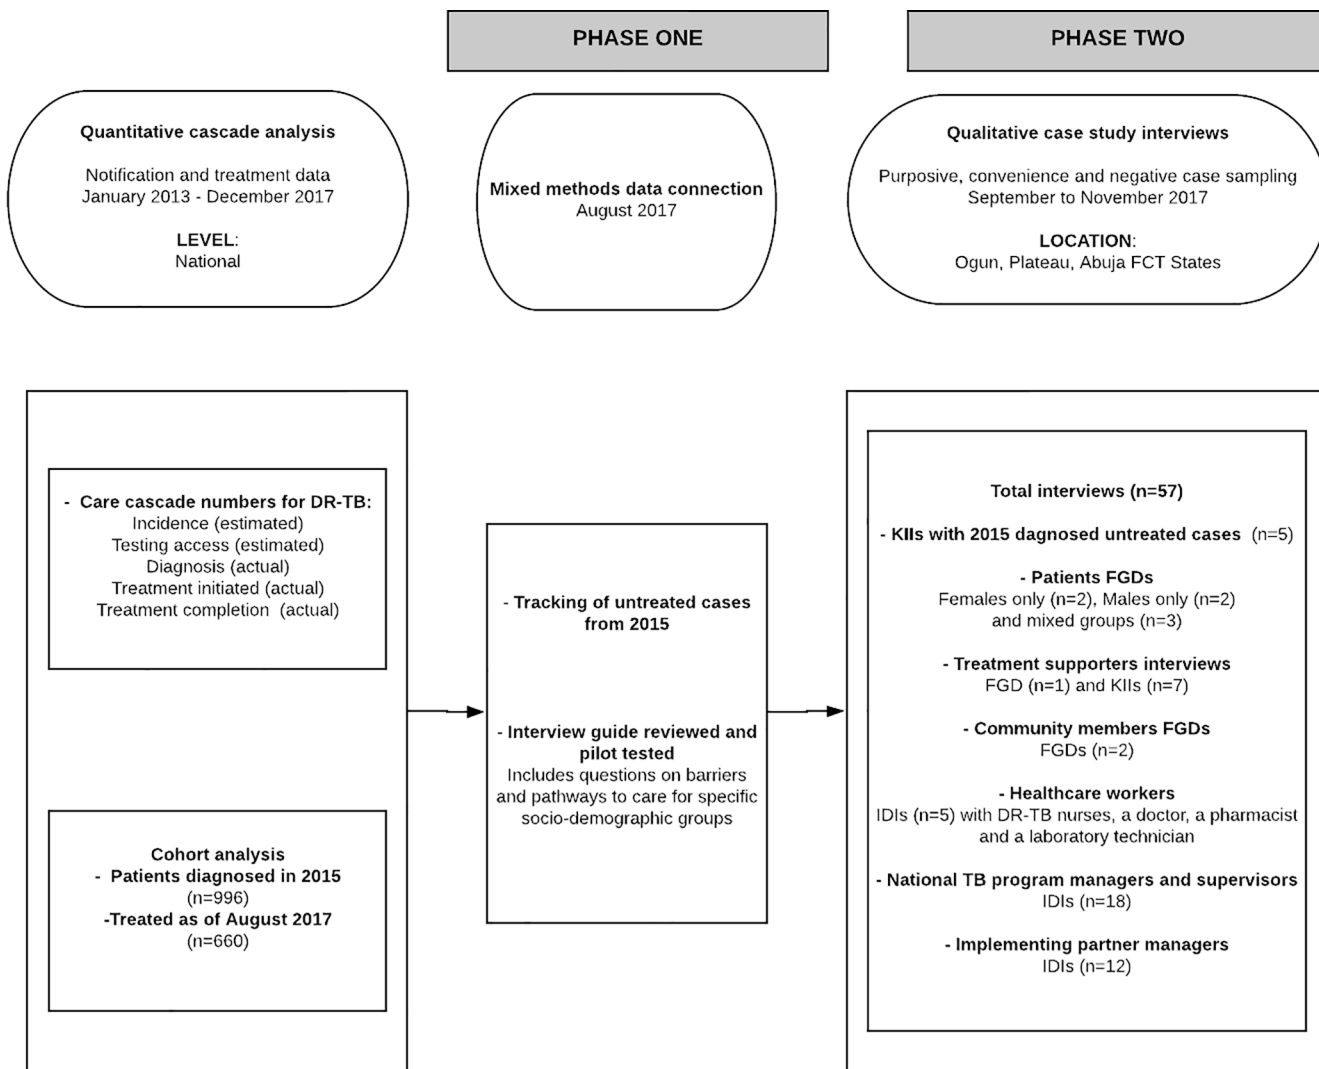 PHASE ONE
PHASE TWO
Quantitative cascade analysis
Notification and treatment data
January 2013 - December 2017
LEVEL:
National
Mixed methods data connection
August 2017
Qualitative case study interviews
Purposive, convenience and negative case sampling
September to November 2017
LOCATION:
Ogun, Plateau, Abuja FCT States
- Care cascade numbers for DR-TB:
Incidence (estimated)
Testing access (estimated)
Diagnosis (actual)
Treatment initiated (actual)
Treatment completion (actual)
Cohort analysis
- Patients diagnosed in 2015
(n=996)
-Treated as of August 2017
(n=660)
- Tracking of untreated cases
from 2015
- Interview guide reviewed and
pilot tested
Includes questions on barriers
and pathways to care for specific
socio-demographic groups
Total interviews (n=57)
- KIIs with 2015 dagnosed untreated cases (n=5)
- Patients FGDs
Females only (n=2), Males only (n=2)
and mixed groups (n=3)
- Treatment supporters interviews
FGD (n=1) and KIIs (n=7)
- Community members FGDs
FGDs (n=2)
- Healthcare workers
IDIs (n=5) with DR-TB nurses, a doctor, a pharmacist
and a laboratory technician
- National TB program managers and supervisors
IDIs (n=18)
- Implementing partner managers
IDIs (n=12)